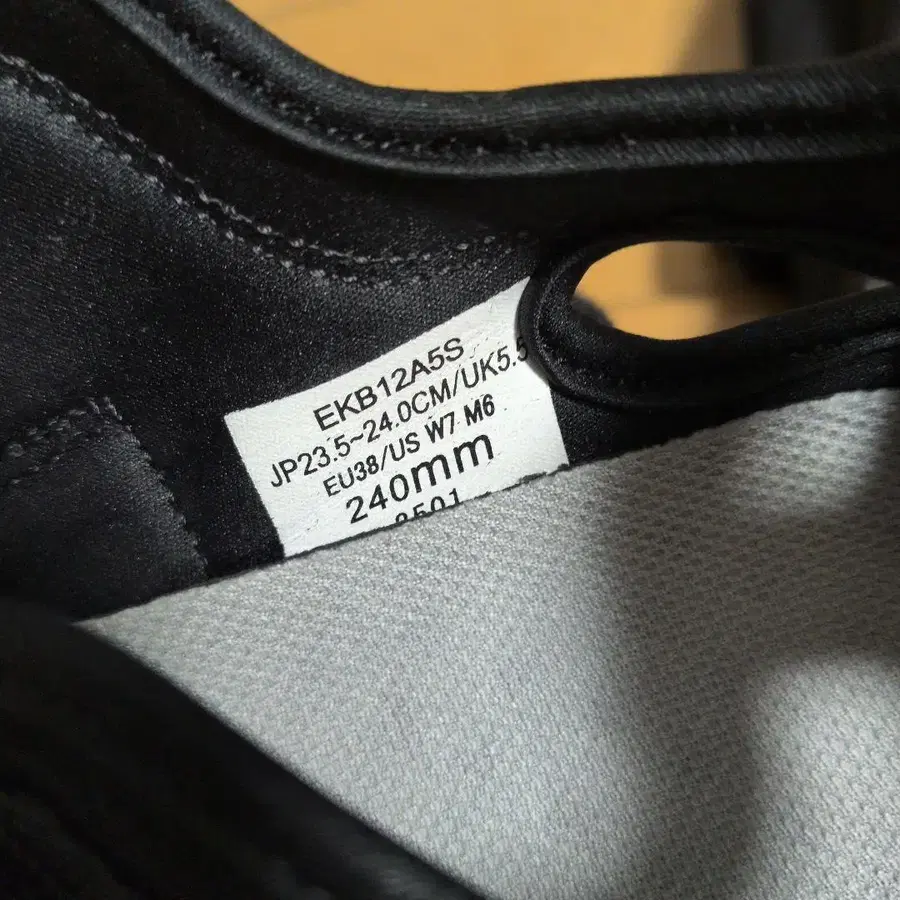 EKB12A5S
JP23.5~24.0CM/UK5.5
EU38/US W7 M6
240mm